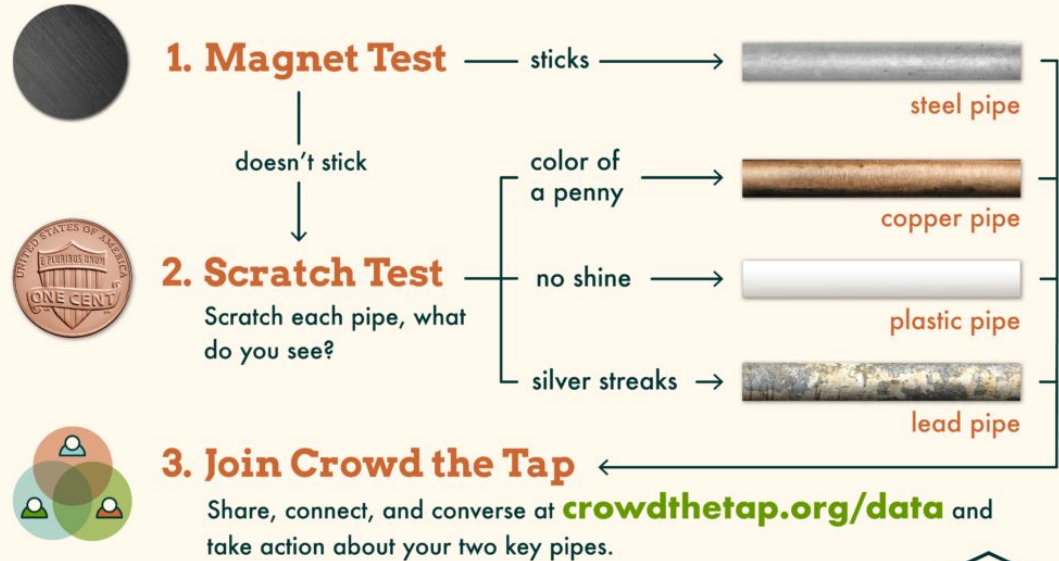 1. Magnet Test
sticks
steel pipe
doesn't stick
color of
a penny
copper pipe
UNITED STATES OF AMERICA
E PLURIBUS UNUM
ONE CENT
2. Scratch Test
Scratch each pipe, what
do you see?
no shine
plastic pipe
silver streaks
lead pipe
3. Join Crowd the Tap
Share, connect, and converse at crowdthetap.org/data and
take action about your two key pipes.